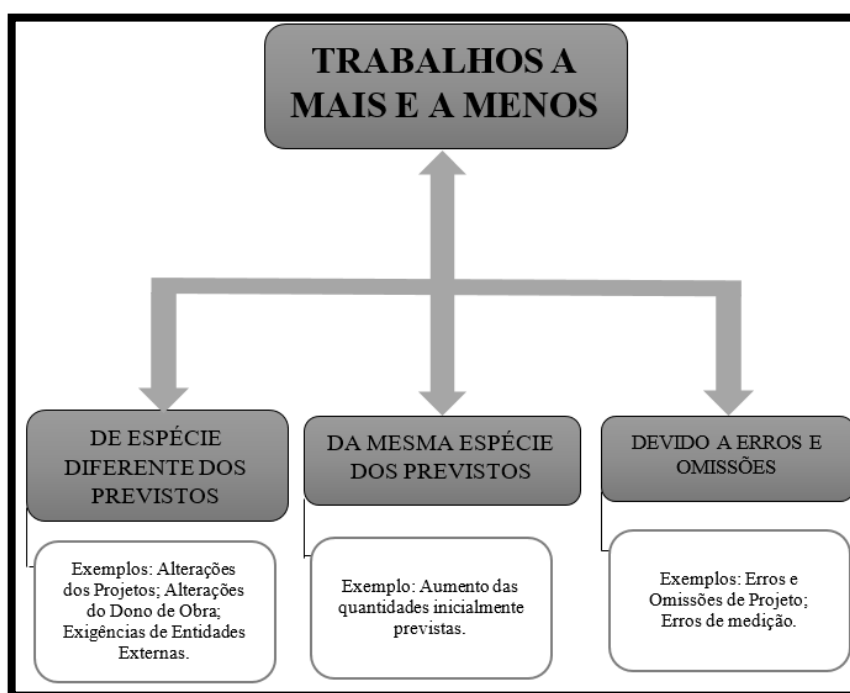 TRABALHOS A
MAIS E A MENOS
DE ESPÉCIE
DIFERENTE DOS
PREVISTOS
DA MESMA ESPÉCIE
DOS PREVISTOS
DEVIDO A ERROS E
OMISSÕES
Exemplos: Alterações
dos Projetos; Alterações
do Dono de Obra;
Exigências de Entidades
Externas.
Exemplo: Aumento das
quantidades inicialmente
previstas.
Exemplos: Erros e
Omissões de Projeto;
Erros de medição.